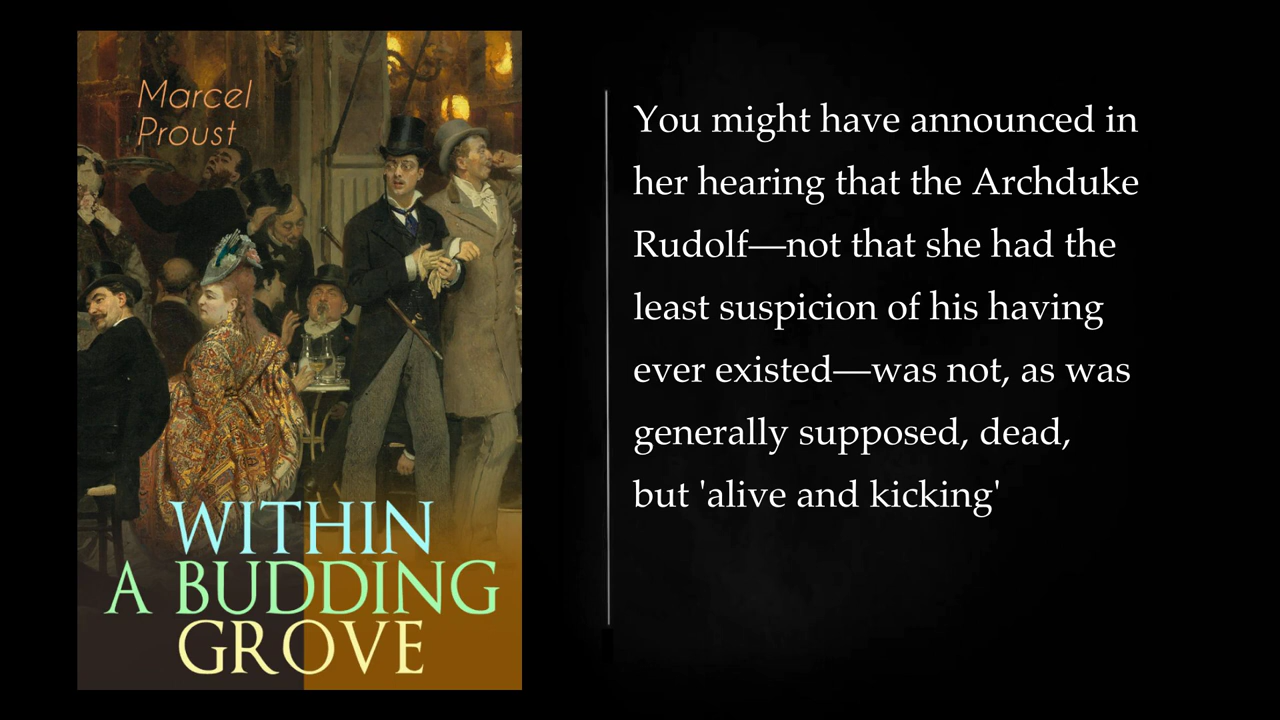 Marcel
Proust
WITHIN
A BUDDING
GROVE
You might have announced in
her hearing that the Archduke
Rudolf—not that she had the
least suspicion of his having
ever existed—was not, as was
generally supposed, dead,
but 'alive and kicking'